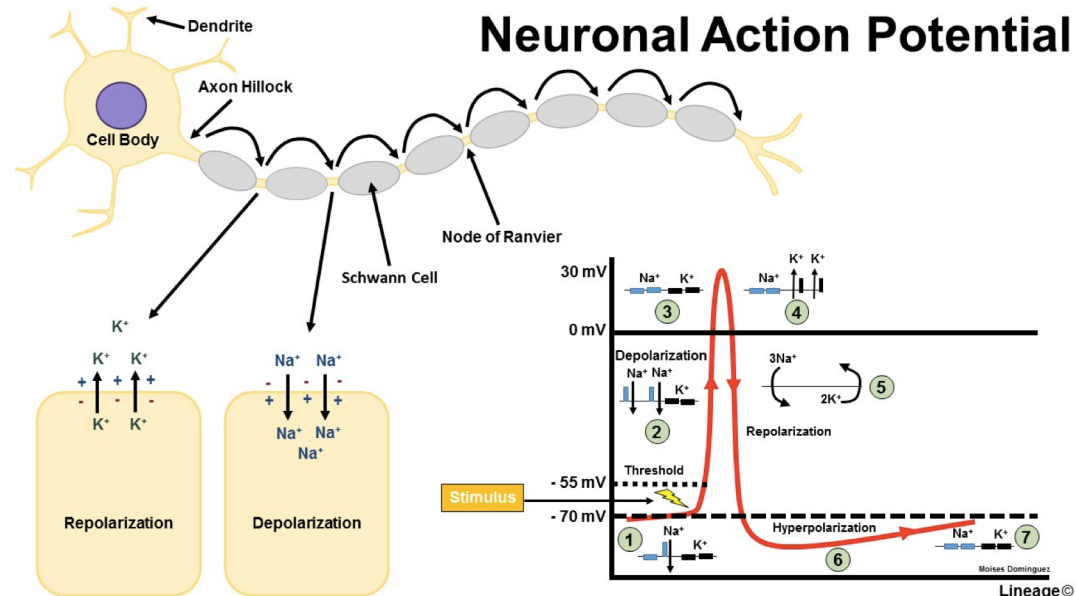 Neuronal Action Potential
Dendrite
Axon Hillock
Cell Body
Node of Ranvier
Schwann Cell
K⁺
K⁺ K⁺
+ + +
- - -
K⁺ K⁺
Repolarization
Na⁺ Na⁺
- - -
+ + +
Na⁺ Na⁺
Na⁺
Depolarization
30 mV
Na⁺ K⁺
3
Na⁺ K⁺ K⁺
4
0 mV
Depolarization
Na⁺ Na⁺
K⁺
2
3Na⁺
2K⁺
5
Repolarization
Threshold
- 55 mV
Stimulus
- 70 mV
1
Na⁺
K⁺
Hyperpolarization
6
Na⁺ K⁺
7
Moises Dominguez
Lineage©